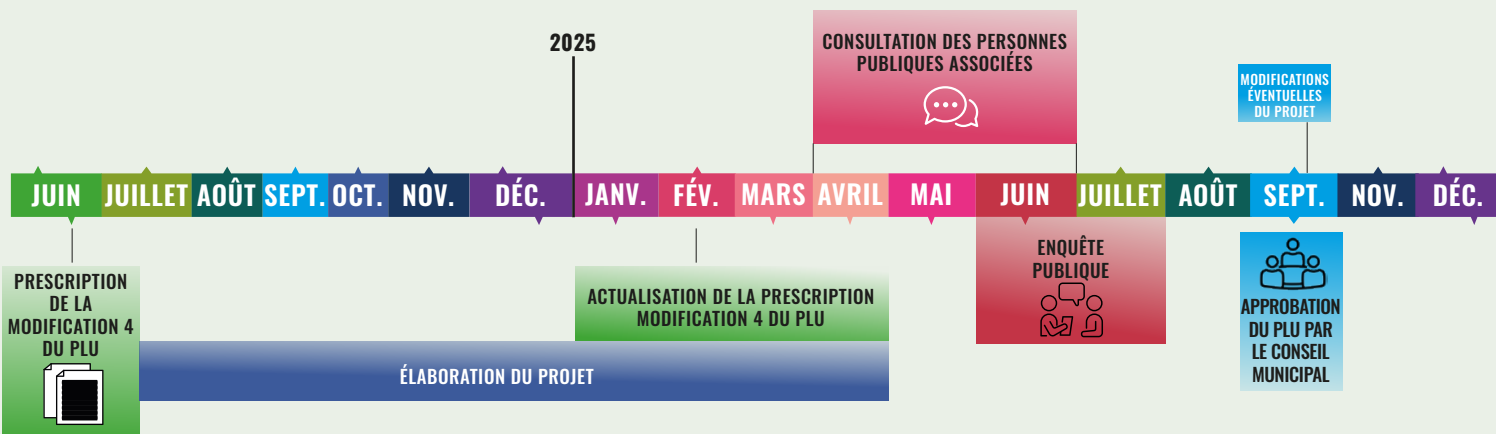 2025
CONSULTATION DES PERSONNES
PUBLIQUES ASSOCIÉES
MODIFICATIONS
ÉVENTUELLES
DU PROJET
JUIN JUILLET AOÛT SEPT. OCT. NOV. DÉC. JANV. FÉV. MARS AVRIL MAI JUIN JUILLET AOÛT SEPT. NOV. DÉC.
PRESCRIPTION
DE LA
MODIFICATION 4
DU PLU
ACTUALISATION DE LA PRESCRIPTION
MODIFICATION 4 DU PLU
ÉLABORATION DU PROJET
ENQUÊTE
PUBLIQUE
APPROBATION
DU PLU PAR
LE CONSEIL
MUNICIPAL